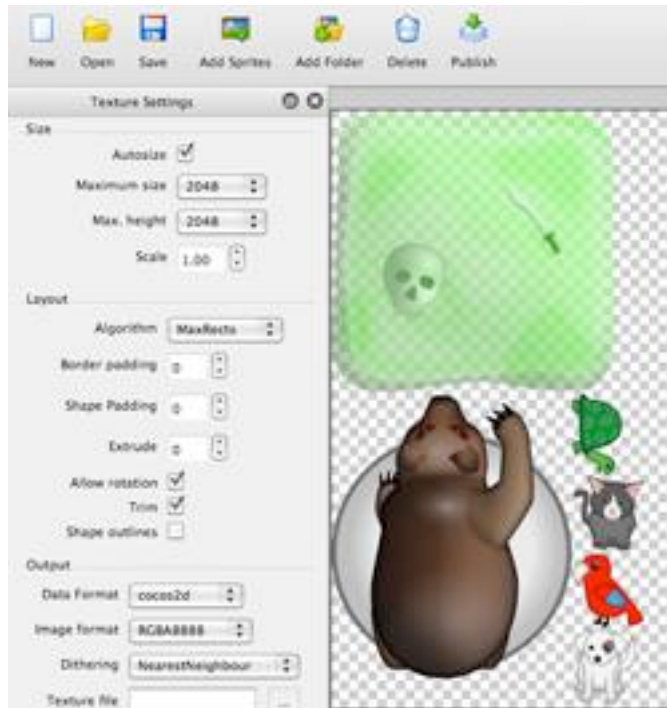 New Open Save Add Sprites Add Folder Delete Publish
Texture Settings
Size
Autosize
Maximum size 2048
Max. height 2048
Scale 1.00
Layout
Algorithm MaxRects
Border padding 0
Shape Padding 0
Extrude 0
Allow rotation
Trim
Shape outlines
Output
Data Format cocos2d
Image format RGBA8888
Dithering NearestNeighbour
Texture file ...